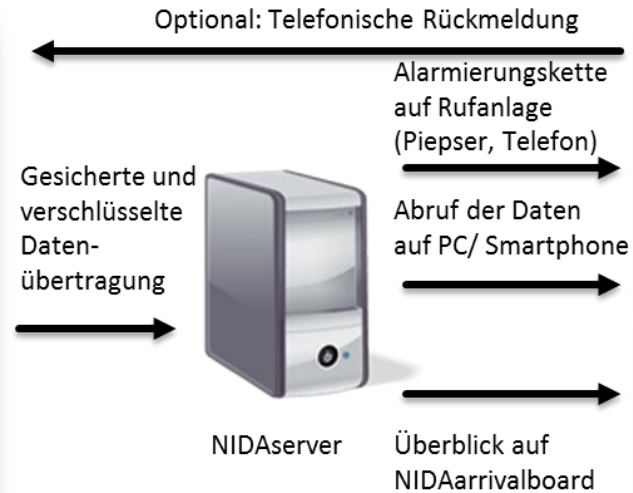 Optional: Telefonische Rückmeldung
Alarmierungskette
auf Rufanlage
(Piepser, Telefon)
Gesicherte und
verschlüsselte
Daten-
übertragung
Abruf der Daten
auf PC/ Smartphone
NIDAserver
Überblick auf
NIDAarrivalboard